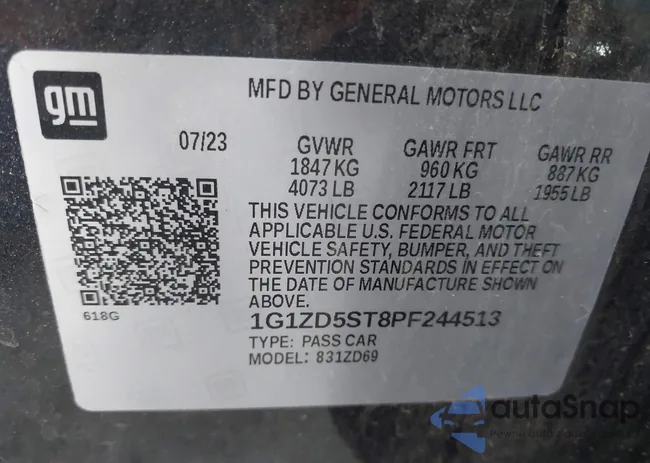 gm
MFD BY GENERAL MOTORS LLC
07/23
GVWR GAWR FRT GAWR RR
1847 KG 960 KG 887 KG
4073 LB 2117 LB 1955 LB
THIS VEHICLE CONFORMS TO ALL
APPLICABLE U.S. FEDERAL MOTOR
VEHICLE SAFETY, BUMPER, AND THEFT
PREVENTION STANDARDS IN EFFECT ON
THE DATE OF MANUFACTURE SHOWN
ABOVE.
618G
1G1ZD5ST8PF244513
TYPE: PASS CAR
MODEL: 831ZD69
autoSnap